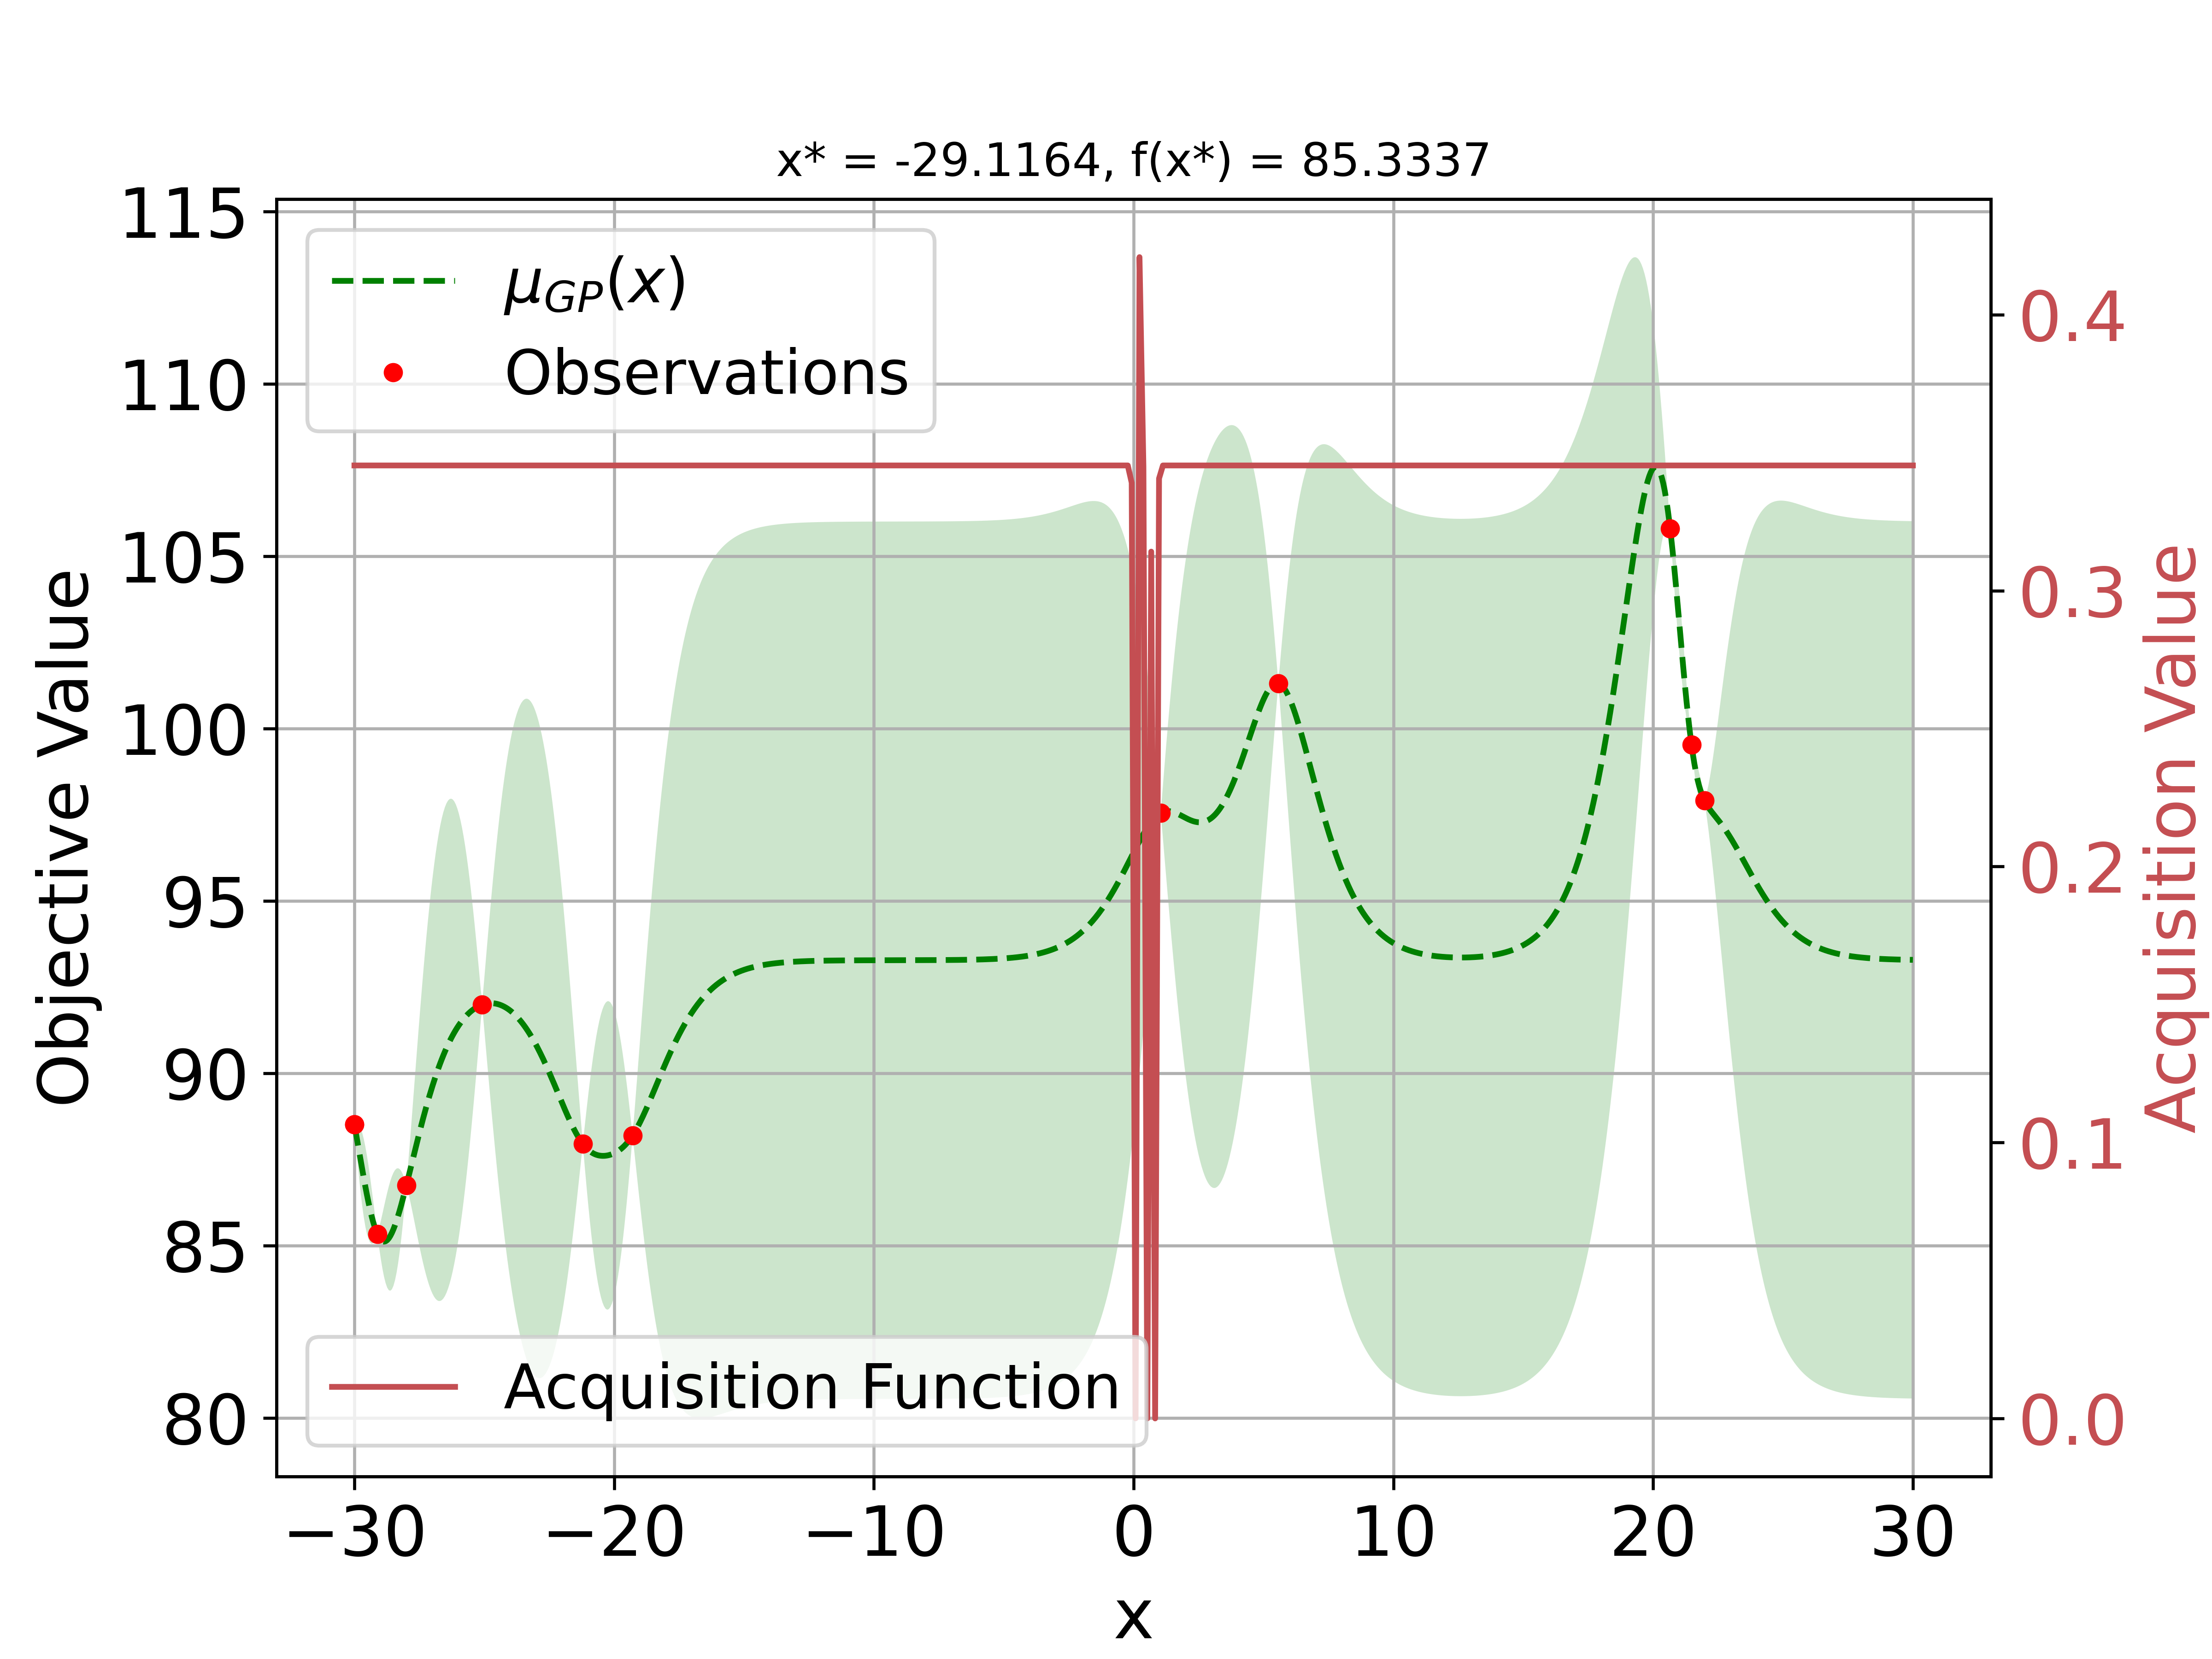 x* = -29.1164, f(x*) = 85.3337
115
110
105
100
95
90
85
80
Objective Value
μGP(x)
Observations
Acquisition Function
0.4
0.3
0.2
0.1
0.0
Acquisition Value
−30 −20 −10 0 10 20 30
x